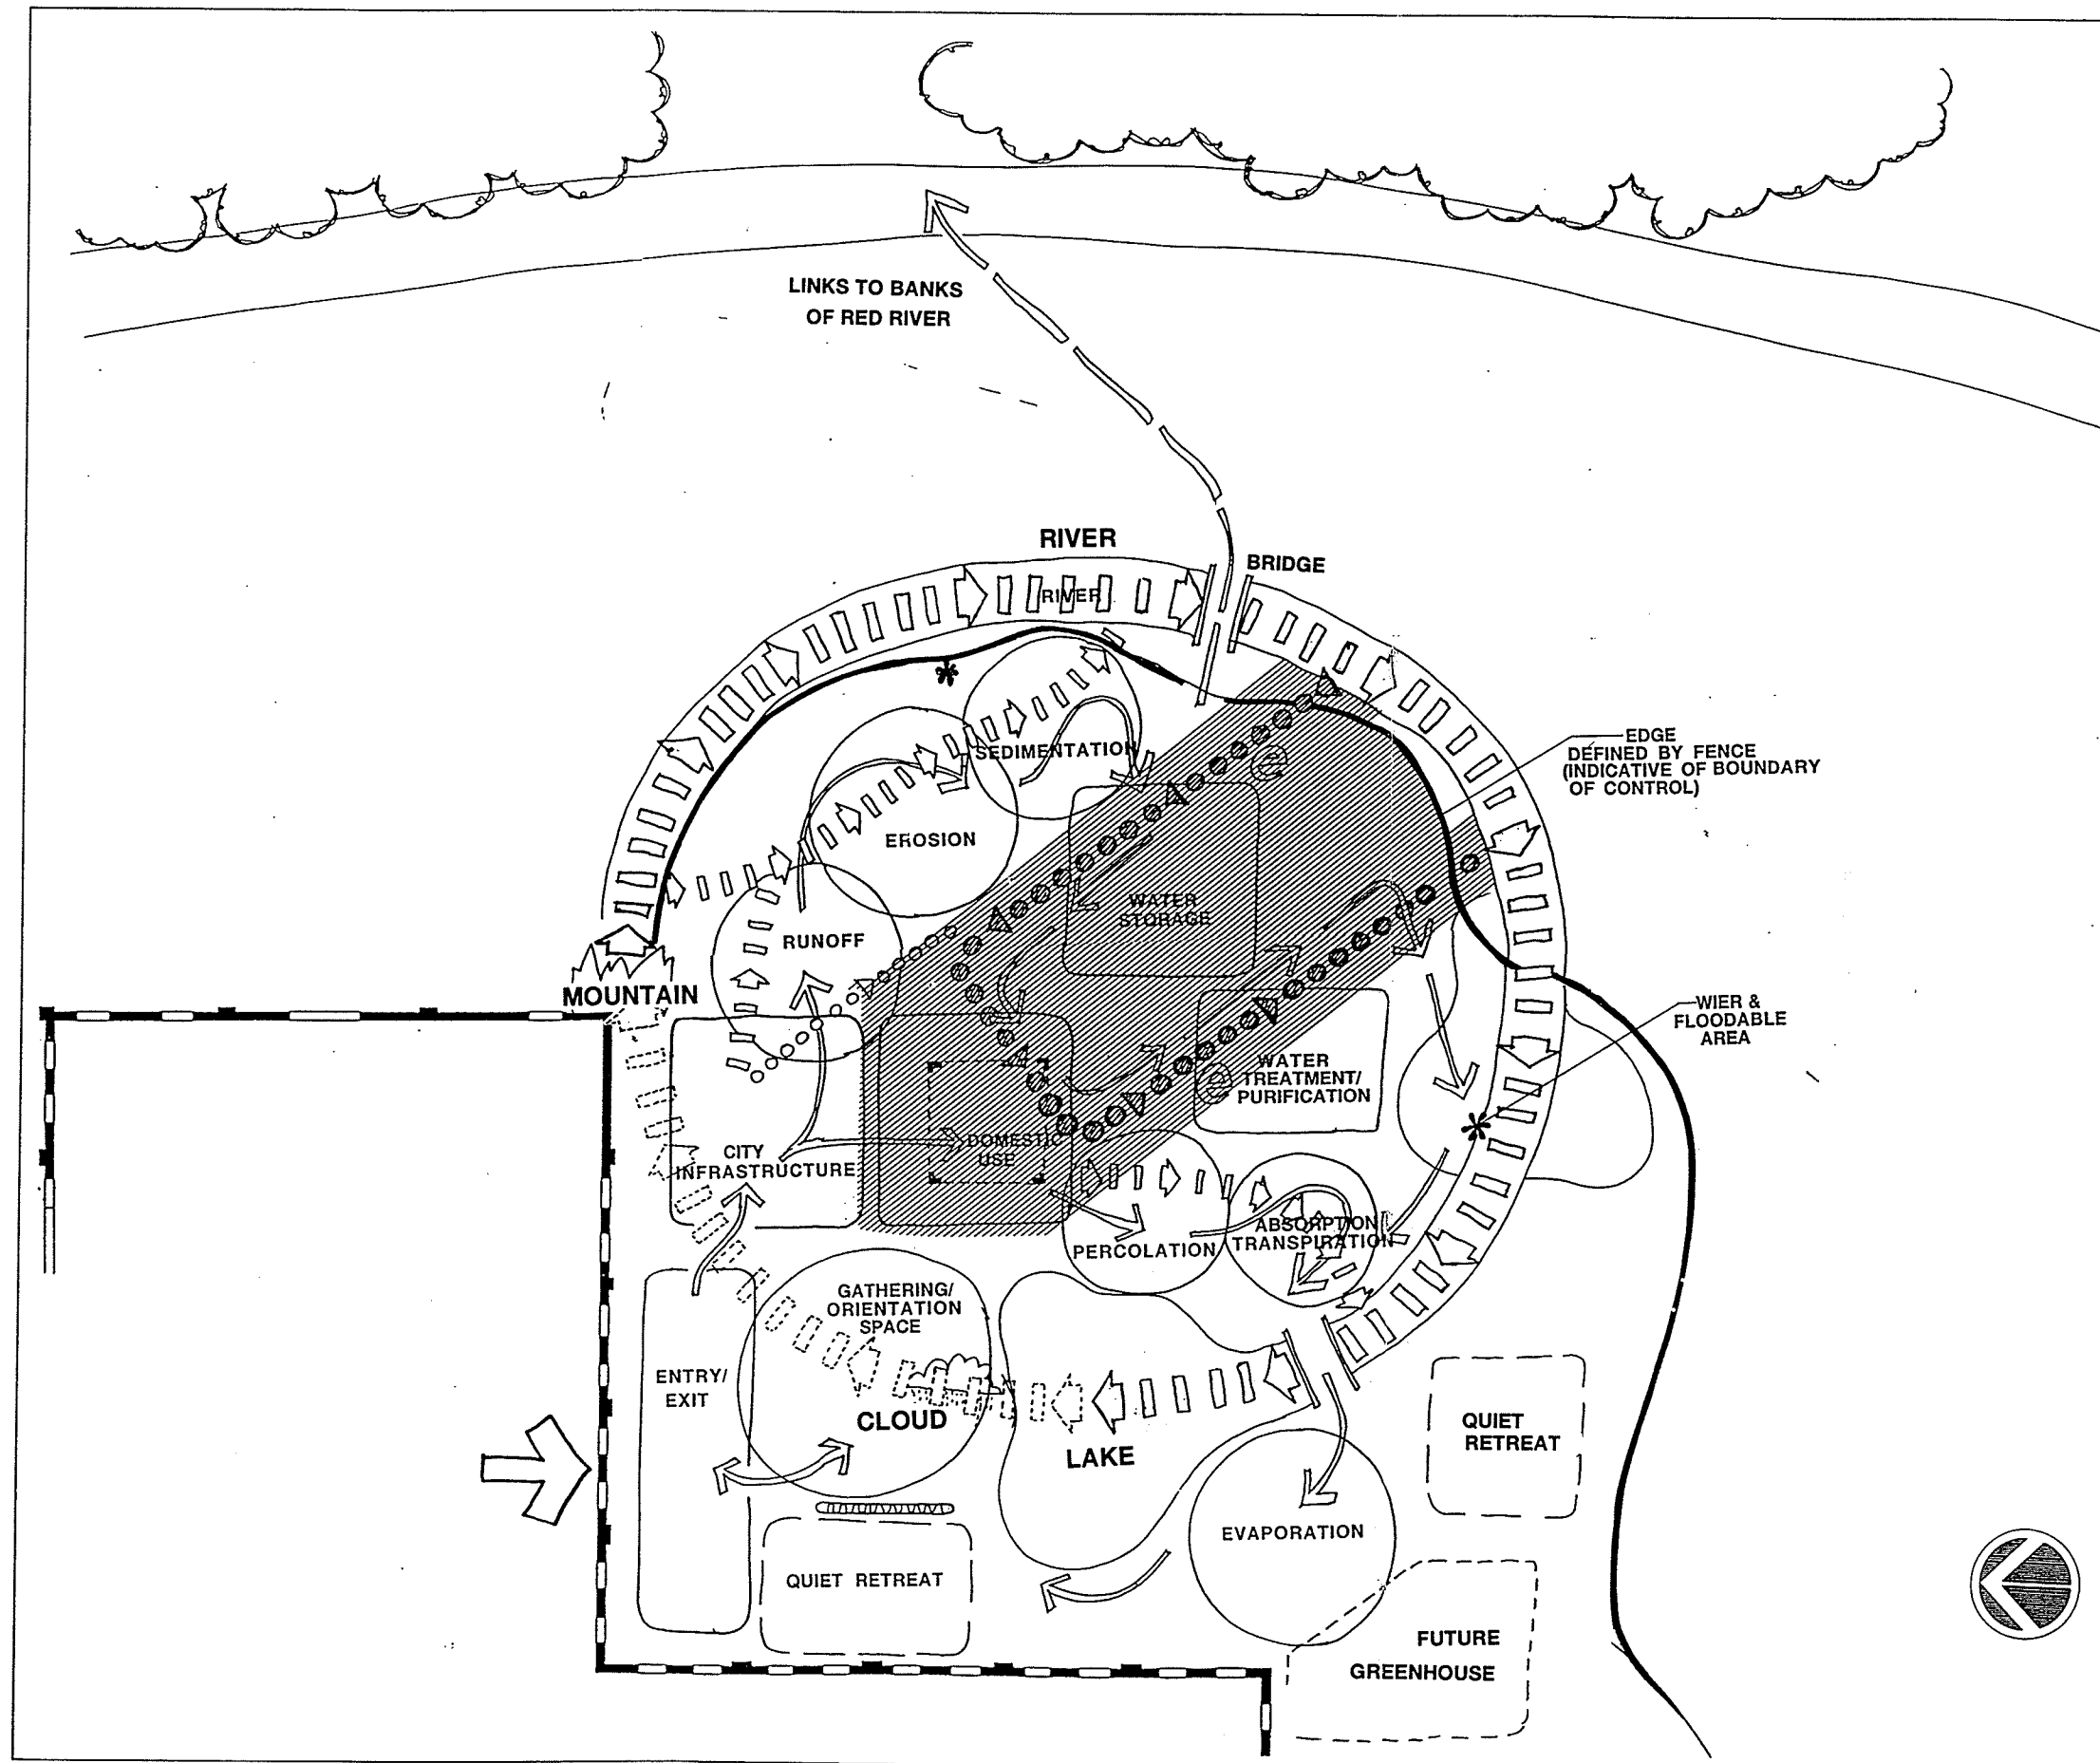 LINKS TO BANKS
OF RED RIVER
RIVER
BRIDGE
RIVER
EDGE
DEFINED BY FENCE
(INDICATIVE OF BOUNDARY
OF CONTROL)
SEDIMENTATION
EROSION
WATER
STORAGE
RUNOFF
MOUNTAIN
WIER &
FLOODABLE
AREA
WATER
TREATMENT/
PURIFICATION
e
e
CITY
INFRASTRUCTURE
DOMESTIC
USE
PERCOLATION
ABSORPTION
TRANSPIRATION
GATHERING/
ORIENTATION
SPACE
ENTRY/
EXIT
CLOUD
LAKE
QUIET
RETREAT
EVAPORATION
QUIET RETREAT
FUTURE
GREENHOUSE